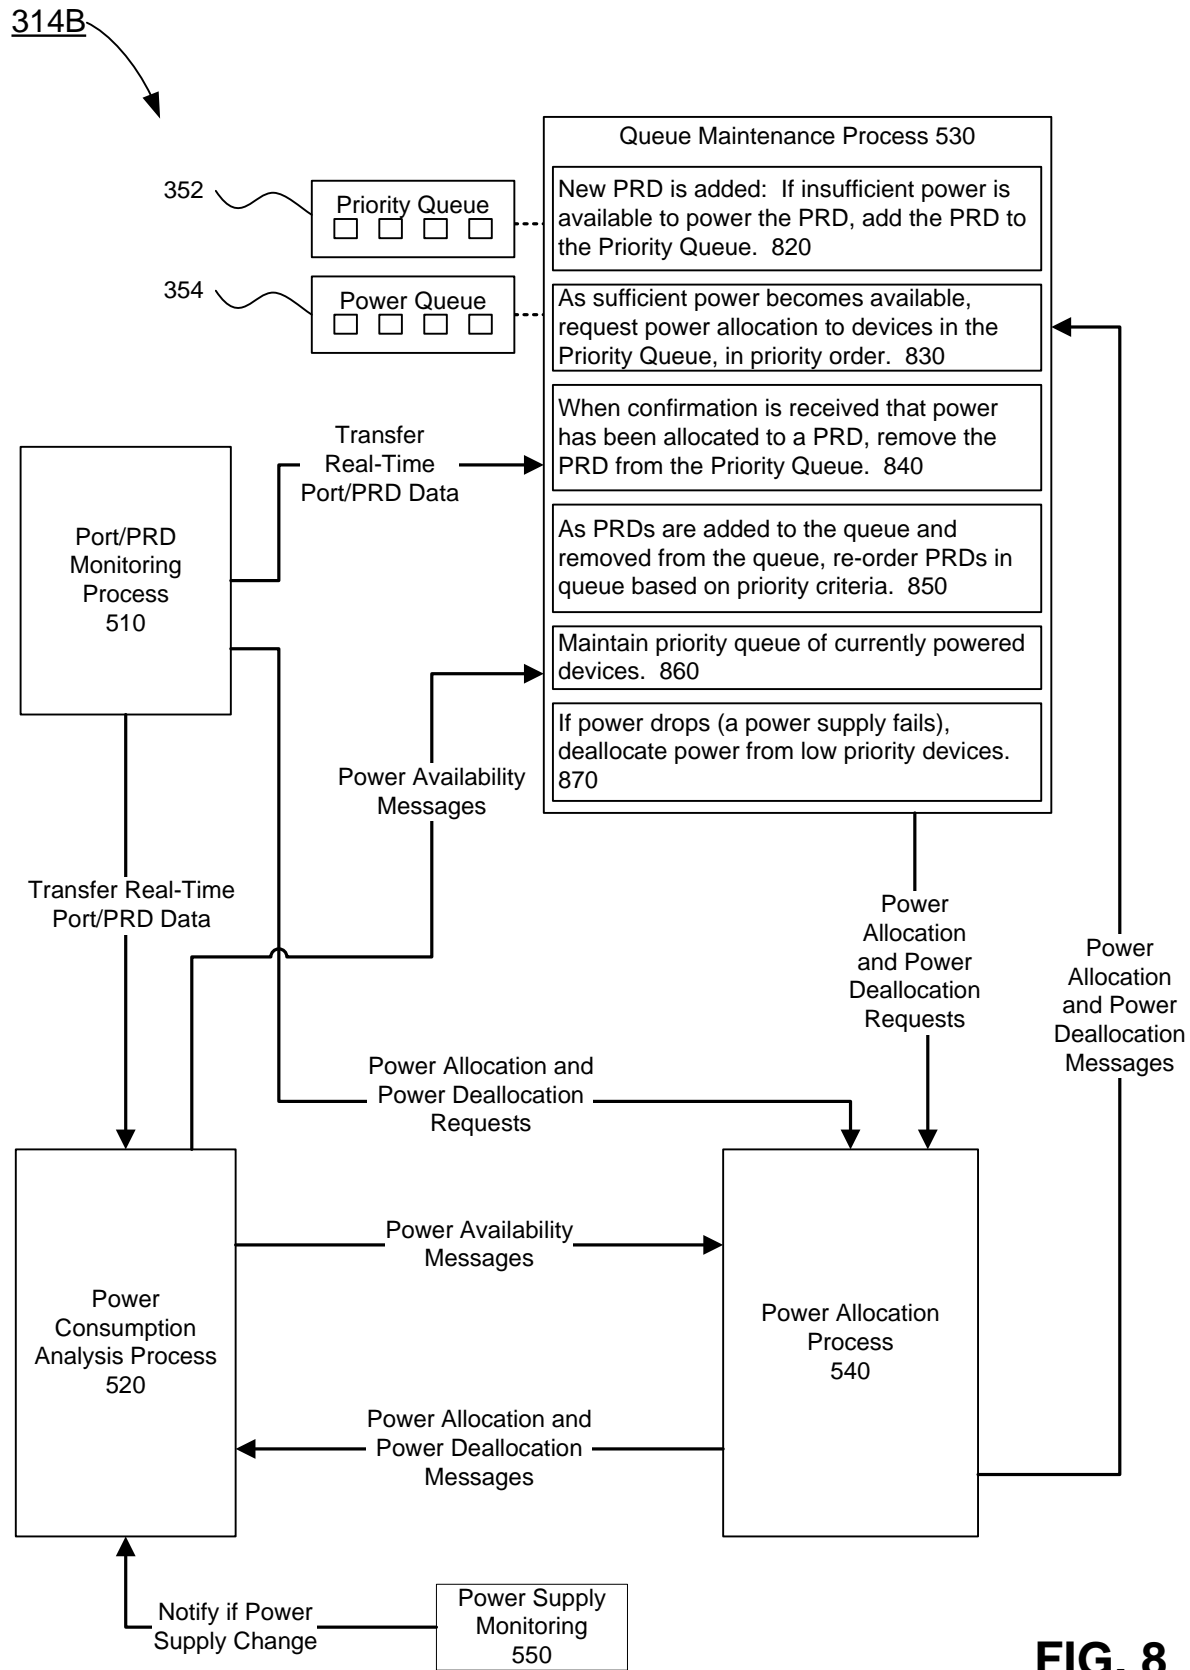 314B
Queue Maintenance Process 530
352
Priority Queue
New PRD is added:  If insufficient power is
available to power the PRD, add the PRD to
the Priority Queue.  820
354
Power Queue
As sufficient power becomes available,
request power allocation to devices in the
Priority Queue, in priority order.  830
When confirmation is received that power
has been allocated to a PRD, remove the
PRD from the Priority Queue.  840
As PRDs are added to the queue and
removed from the queue, re-order PRDs in
queue based on priority criteria.  850
Maintain priority queue of currently powered
devices.  860
If power drops (a power supply fails),
deallocate power from low priority devices.
870
Transfer
Real-Time
Port/PRD Data
Port/PRD
Monitoring
Process
510
Power Availability
Messages
Transfer Real-Time
Port/PRD Data
Power
Allocation
and Power
Deallocation
Requests
Power
Allocation
and Power
Deallocation
Messages
Power Allocation and
Power Deallocation
Requests
Power Availability
Messages
Power
Consumption
Analysis Process
520
Power Allocation
Process
540
Power Allocation and
Power Deallocation
Messages
Notify if Power
Supply Change
Power Supply
Monitoring
550
FIG. 8